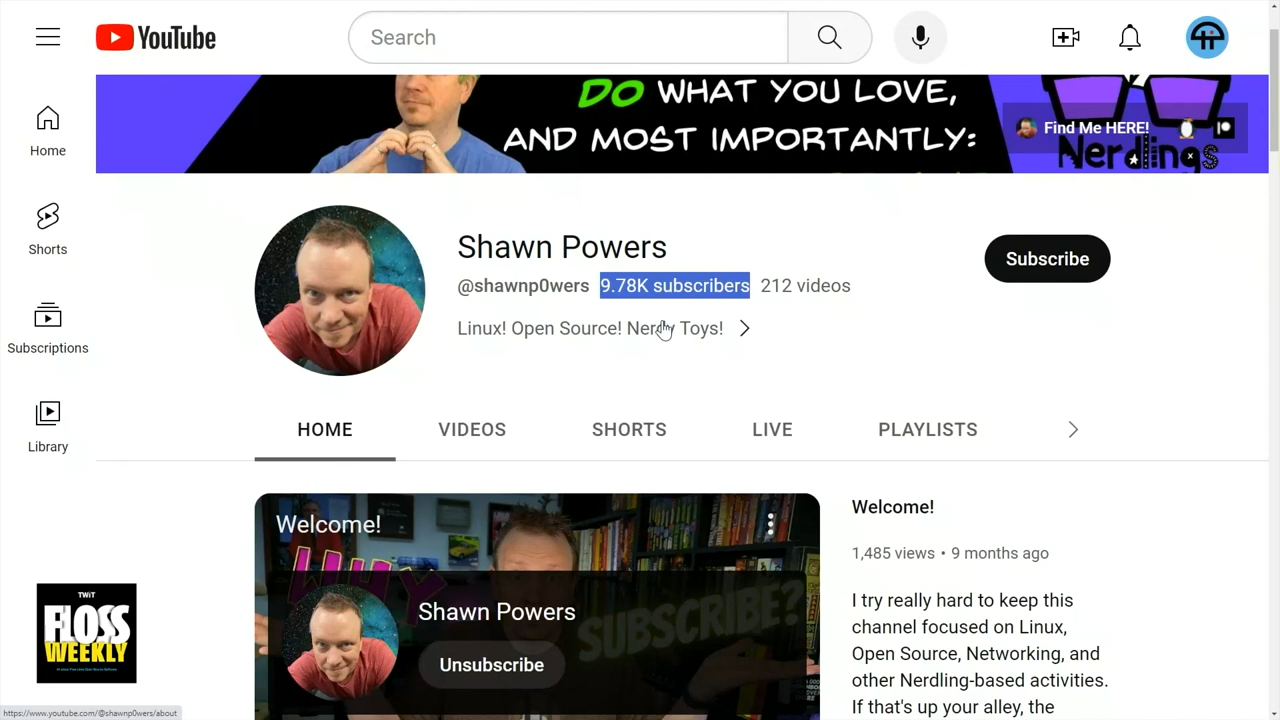 YouTube
Search
DO WHAT YOU LOVE,
AND MOST IMPORTANTLY:
Find Me HERE!
Nerdlings
Home
Shorts
Subscriptions
Library
Shawn Powers
@shawnp0wers 9.78K subscribers 212 videos
Linux! Open Source! Nerdy Toys!
Subscribe
HOME VIDEOS SHORTS LIVE PLAYLISTS
Welcome!
WHY
SUBSCRIBE?
Shawn Powers
Unsubscribe
Welcome!
1,485 views • 9 months ago
I try really hard to keep this
channel focused on Linux,
Open Source, Networking, and
other Nerdling-based activities.
If that's up your alley, the
TWiT
FLOSS
WEEKLY
https://www.youtube.com/@shawnp0wers/about